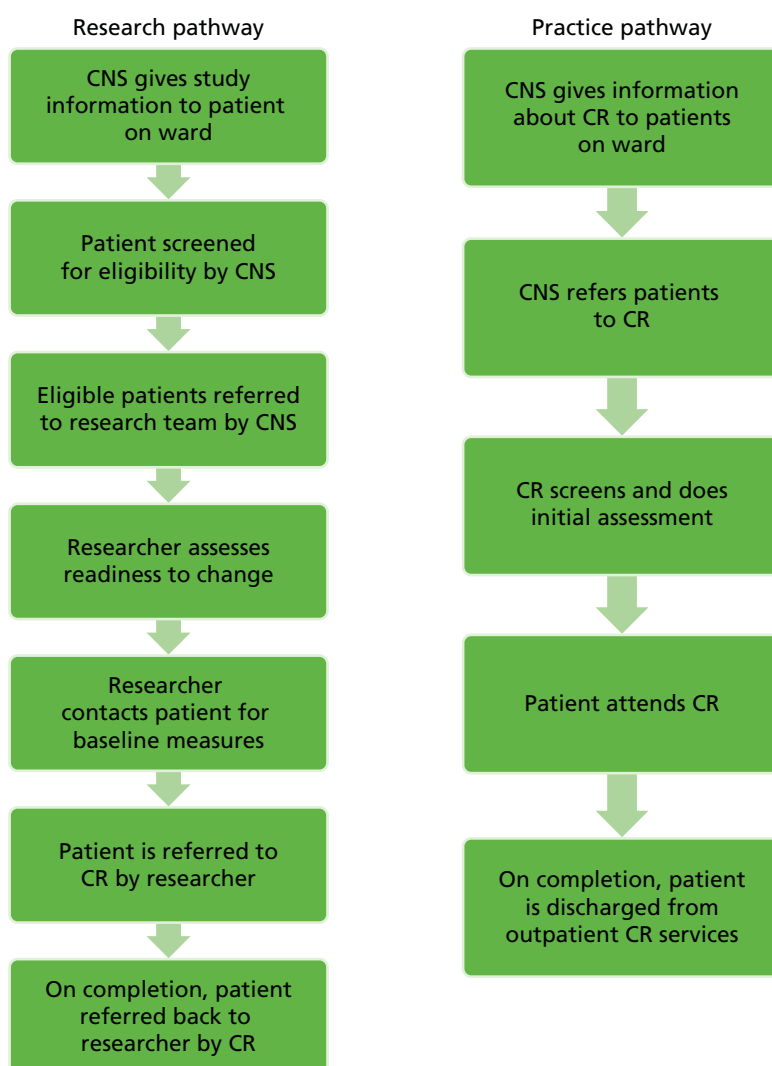 Research pathway
CNS gives study
information to patient
on ward
Patient screened
for eligibility by CNS
Eligible patients referred
to research team by CNS
Researcher assesses
readiness to change
Researcher
contacts patient for
baseline measures
Patient is referred to
CR by researcher
On completion, patient
referred back to
researcher by CR
Practice pathway
CNS gives information
about CR to patients
on ward
CNS refers patients
to CR
CR screens and does
initial assessment
Patient attends CR
On completion, patient
is discharged from
outpatient CR services